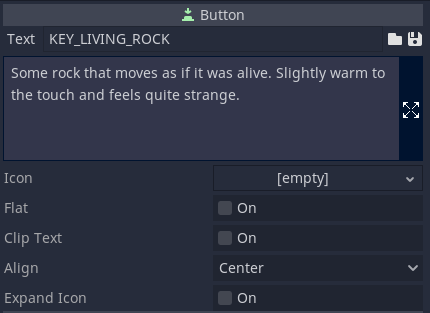 Button
Text KEY_LIVING_ROCK
Some rock that moves as if it was alive. Slightly warm to
the touch and feels quite strange.
Icon [empty]
Flat On
Clip Text On
Align Center
Expand Icon On